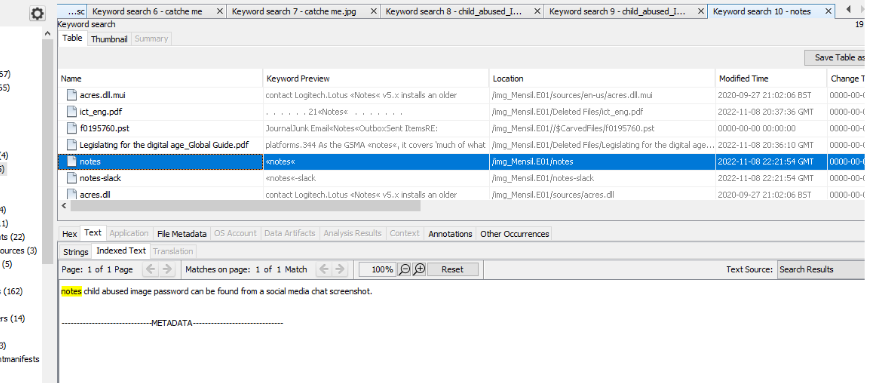 ...sc Keyword search 6 - catche me Keyword search 7 - catche me.jpg Keyword search 8 - child_abused_I... Keyword search 9 - child_abused_I... Keyword search 10 - notes
Keyword search
19
Table Thumbnail Summary
Save Table as
Name Keyword Preview Location Modified Time Change T
acres.dll.mui contact Logitech.Lotus «Notes« v5.x installs an older /img_Mensil.E01/sources/en-us/acres.dll.mui 2020-09-27 21:02:06 BST 0000-00-0
ict_eng.pdf . . . . . . 21«Notes« . . . . . . . /img_Mensil.E01/Deleted Files/ict_eng.pdf 2022-11-08 20:37:36 GMT 0000-00-0
f0195760.pst JournalJunk Email«Notes«OutboxSent ItemsRE: /img_Mensil.E01//$CarvedFiles/f0195760.pst 0000-00-00 00:00:00 0000-00-0
Legislating for the digital age_Global Guide.pdf platforms.344 As the GSMA «notes«, it covers 'much of what /img_Mensil.E01/Deleted Files/Legislating for the digital age... 2022-11-08 20:36:10 GMT 0000-00-0
notes «notes« /img_Mensil.E01/notes 2022-11-08 22:21:54 GMT 0000-00-0
notes-slack «notes«-slack /img_Mensil.E01/notes-slack 2022-11-08 22:21:54 GMT 0000-00-0
acres.dll contact Logitech.Lotus «Notes« v5.x installs an older /img_Mensil.E01/sources/acres.dll 2020-09-27 21:02:06 BST 0000-00-0
Hex Text Application File Metadata OS Account Data Artifacts Analysis Results Context Annotations Other Occurrences
Strings Indexed Text Translation
Page: 1 of 1 Page Matches on page: 1 of 1 Match 100% Reset Text Source: Search Results
notes child abused image password can be found from a social media chat screenshot.
------------------------------METADATA------------------------------
(4)
ts (22)
ources (3)
(5)
s (162)
ers (14)
3)
ntmanifests